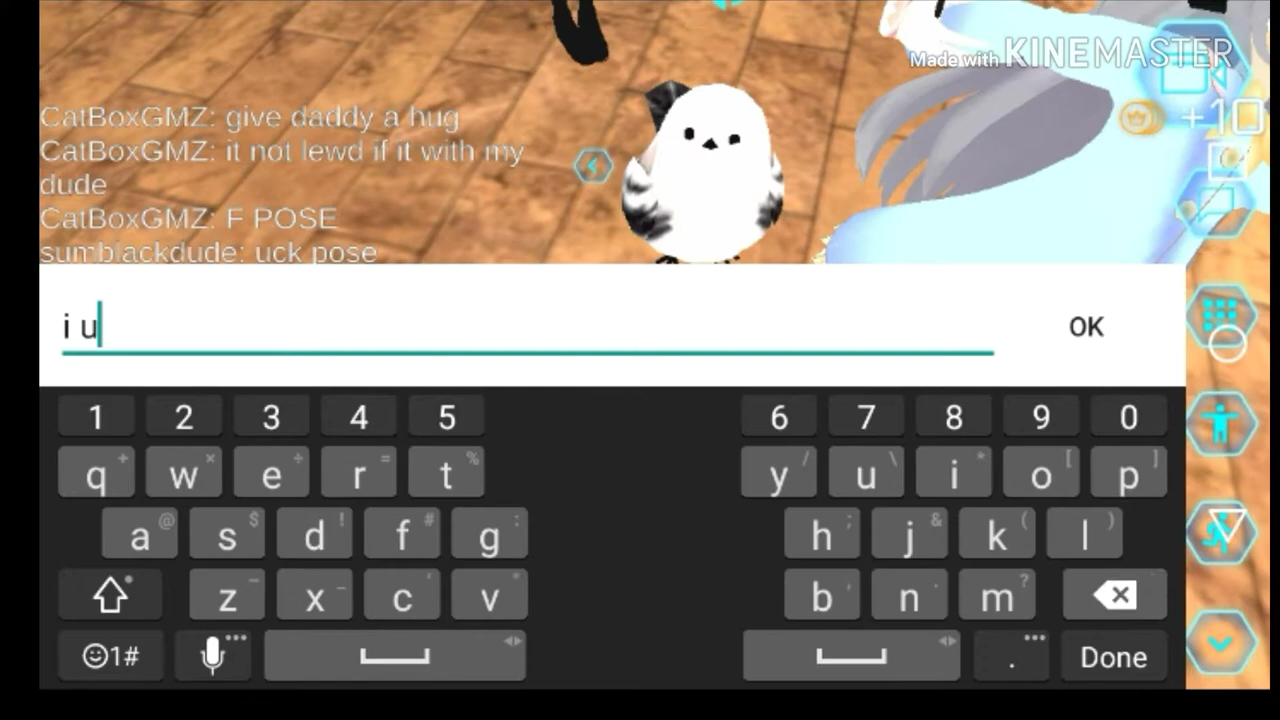 Made with KINEMASTER
+10
CatBoxGMZ: give daddy a hug
CatBoxGMZ: it not lewd if it with my
dude
CatBoxGMZ: F POSE
sumblackdude: uck pose
i u
OK
1 2 3 4 5 6 7 8 9 0
q + w × e ÷ r = t % y / u \ i * o [ p ]
a @ s $ d ! f # g : h ; j & k ( l )
z – x _ c ' v " b , n . m ?
☺1# ... . ... Done